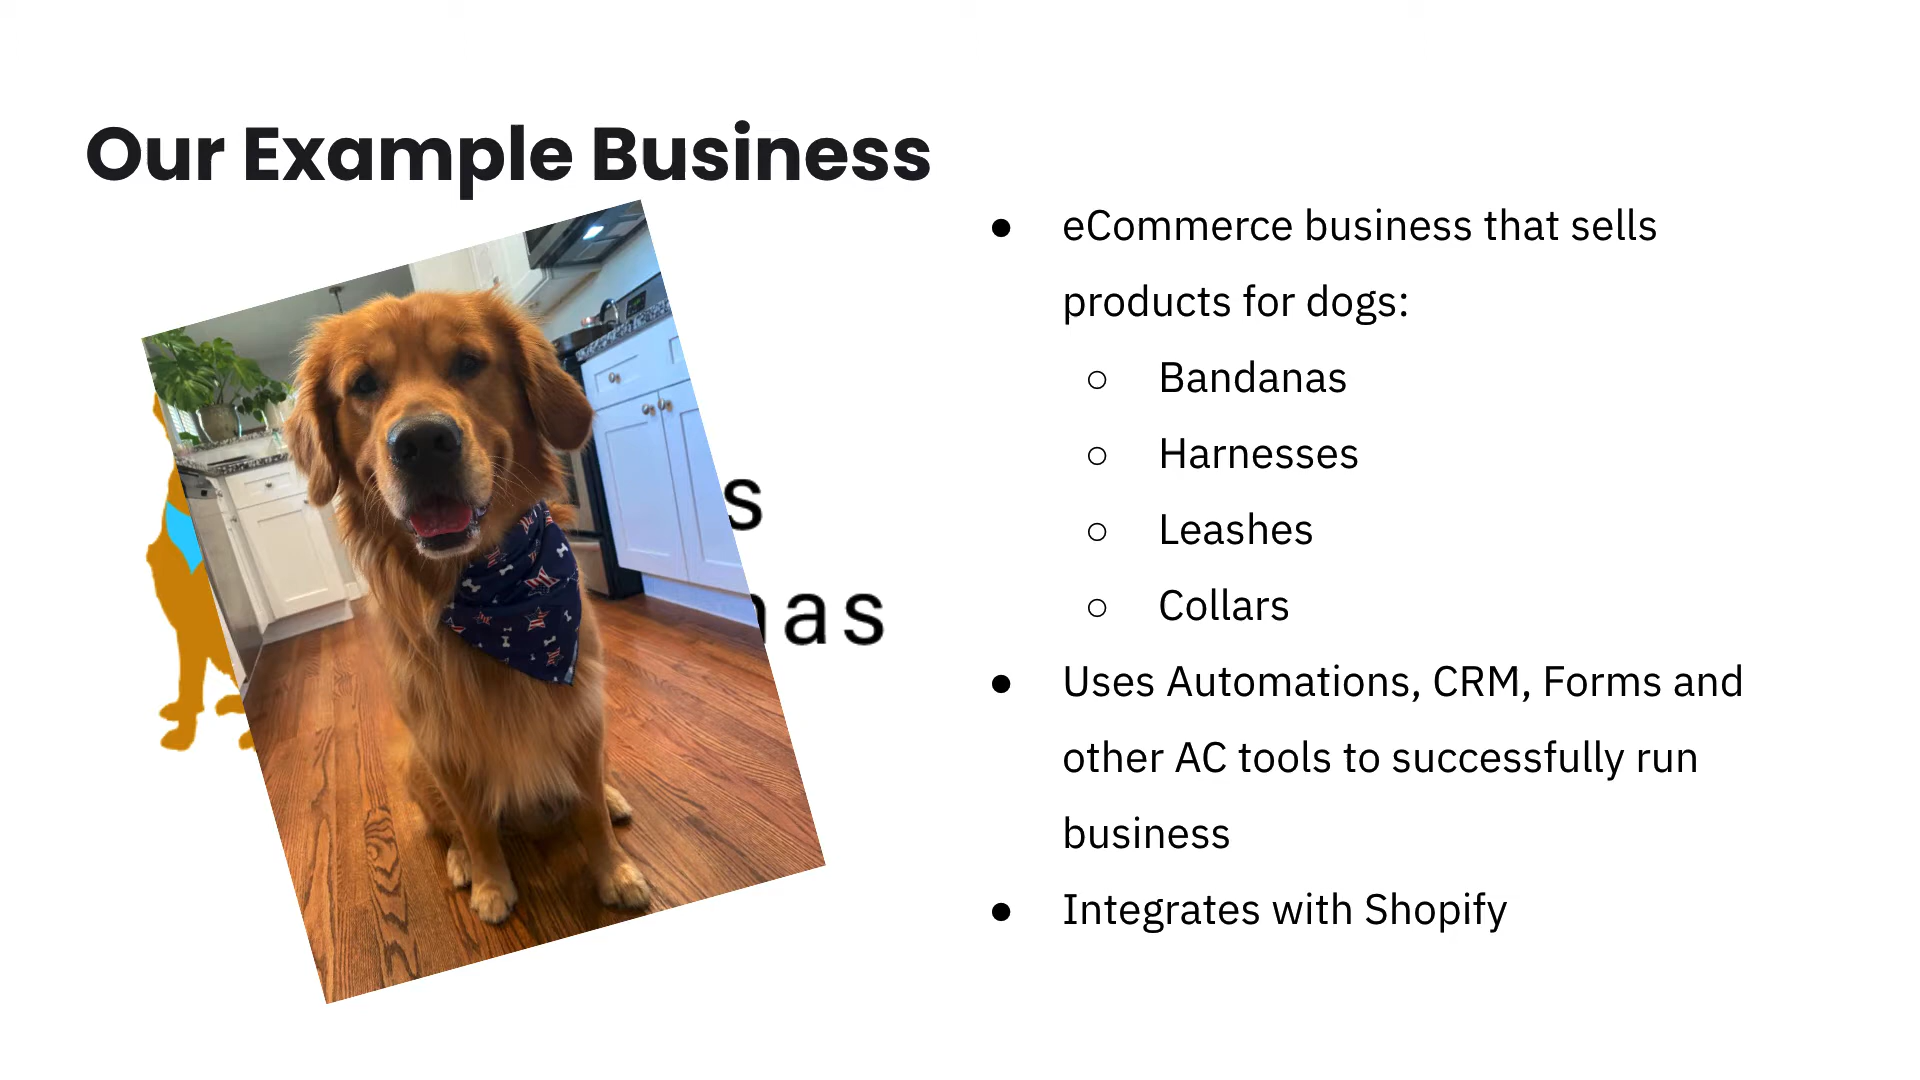 Our Example Business
● eCommerce business that sells
products for dogs:
○ Bandanas
○ Harnesses
○ Leashes
○ Collars
● Uses Automations, CRM, Forms and
other AC tools to successfully run
business
● Integrates with Shopify